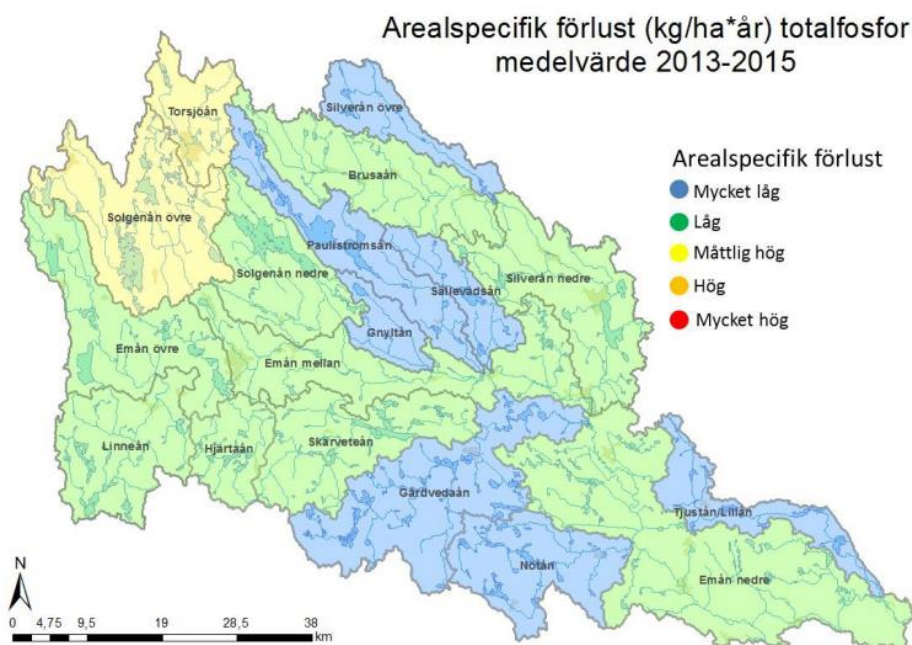 Arealspecifik förlust (kg/ha*år) totalfosfor
medelvärde 2013-2015
Silverån övre
Torsjöån
Brusaån
Solgenån övre
Pauliströmsån
Solgenån nedre
Silverån nedre
Sällevadsån
Gnyltån
Emån övre
Emån mellan
Linneån
Hjärtaån
Skärveteån
Gårdvedaån
Tjustån/Lillån
Nötån
Emån nedre
Arealspecifik förlust
Mycket låg
Låg
Måttlig hög
Hög
Mycket hög
N
0 4,75 9,5 19 28,5 38
km